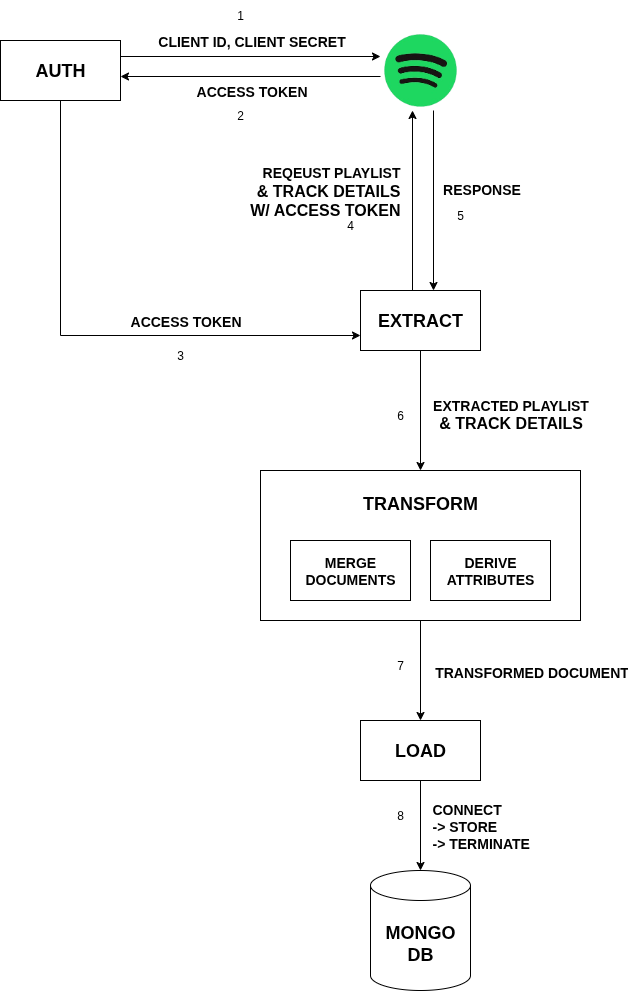 1
CLIENT ID, CLIENT SECRET
AUTH
ACCESS TOKEN
2
REQEUST PLAYLIST
& TRACK DETAILS
W/ ACCESS TOKEN
4
RESPONSE
5
EXTRACT
ACCESS TOKEN
3
6
EXTRACTED PLAYLIST
& TRACK DETAILS
TRANSFORM
MERGE
DOCUMENTS
DERIVE
ATTRIBUTES
7
TRANSFORMED DOCUMENT
LOAD
8
CONNECT
-> STORE
-> TERMINATE
MONGO
DB